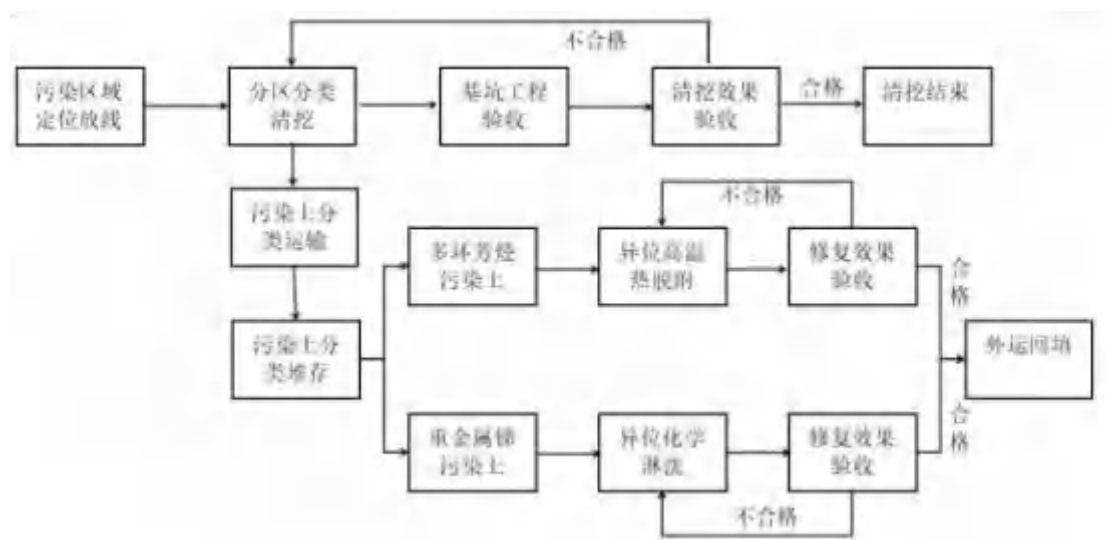 不合格
污染区域
定位放线
分区分类
清挖
基坑工程
验收
清挖效果
验收
合格
清挖结束
污染土分
类运输
不合格
多环芳烃
污染土
异位高温
热脱附
修复效果
验收
合
格
污染土分
类堆存
外运回填
重金属锑
污染土
异位化学
淋洗
修复效果
验收
合
格
不合格